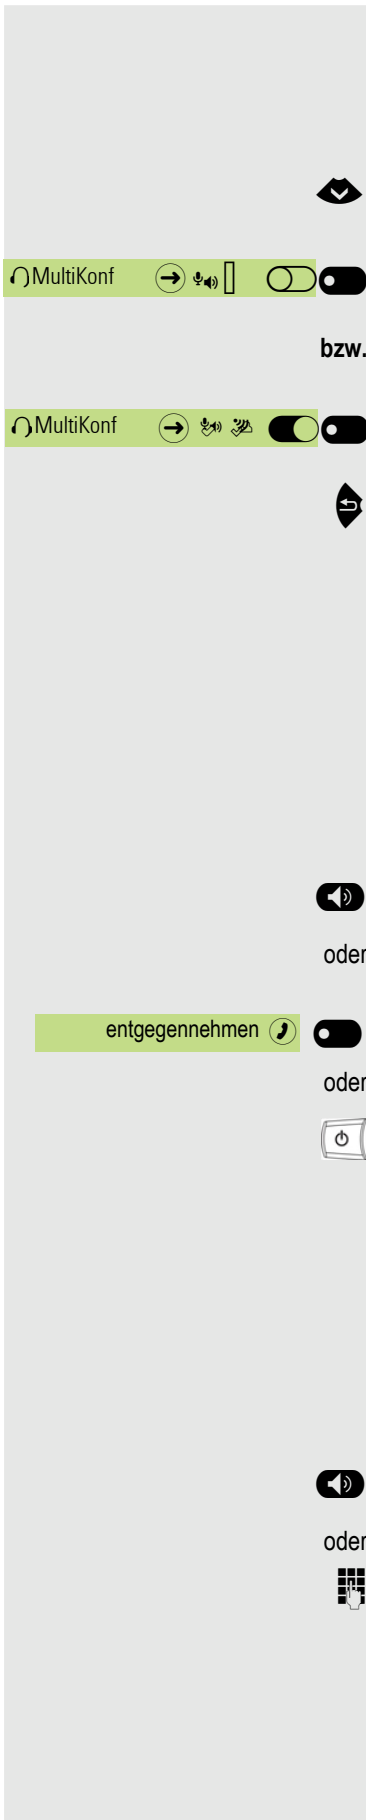 MultiKonf
bzw.
MultiKonf
oder
entgegennehmen
oder
oder